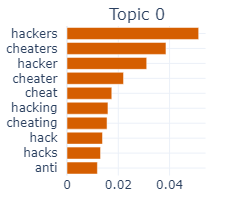 Topic 0
hackers
cheaters
hacker
cheater
cheat
hacking
cheating
hack
hacks
anti
0 0.02 0.04